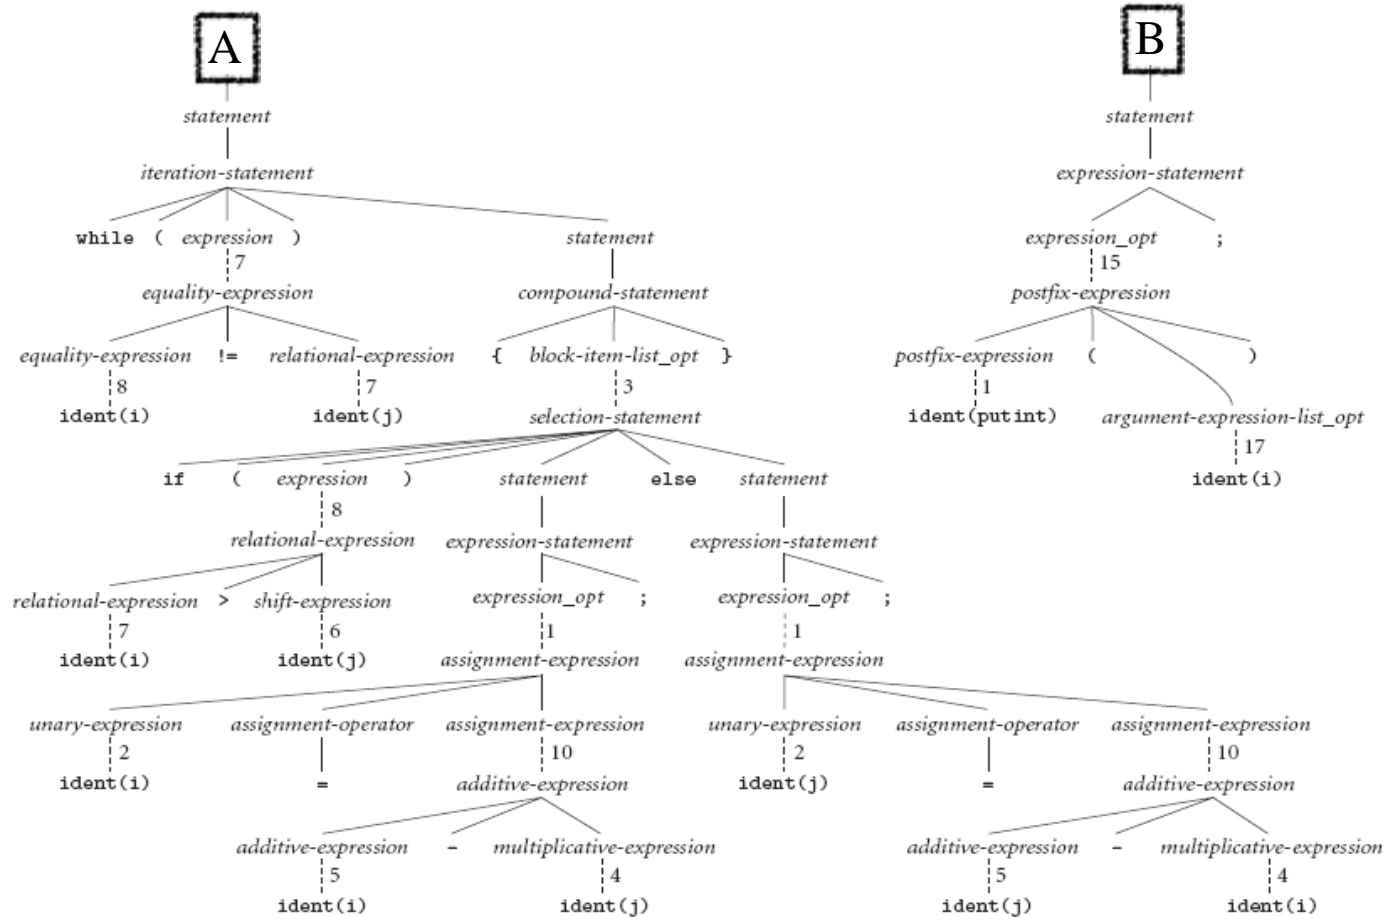 A B
statement statement
iteration-statement expression-statement
while ( expression ) statement expression_opt ;
7 15
equality-expression compound-statement postfix-expression
equality-expression != relational-expression { block-item-list_opt } postfix-expression ( )
8 7 3 1
ident(i) ident(j) selection-statement ident(putint) argument-expression-list_opt
17
if ( expression ) statement else statement ident(i)
8
relational-expression expression-statement expression-statement
relational-expression > shift-expression expression_opt ; expression_opt ;
7 6 1 1
ident(i) ident(j) assignment-expression assignment-expression
unary-expression assignment-operator assignment-expression unary-expression assignment-operator assignment-expression
2 10 2 10
ident(i) = additive-expression ident(j) = additive-expression
additive-expression - multiplicative-expression additive-expression - multiplicative-expression
5 4 5 4
ident(i) ident(j) ident(j) ident(i)